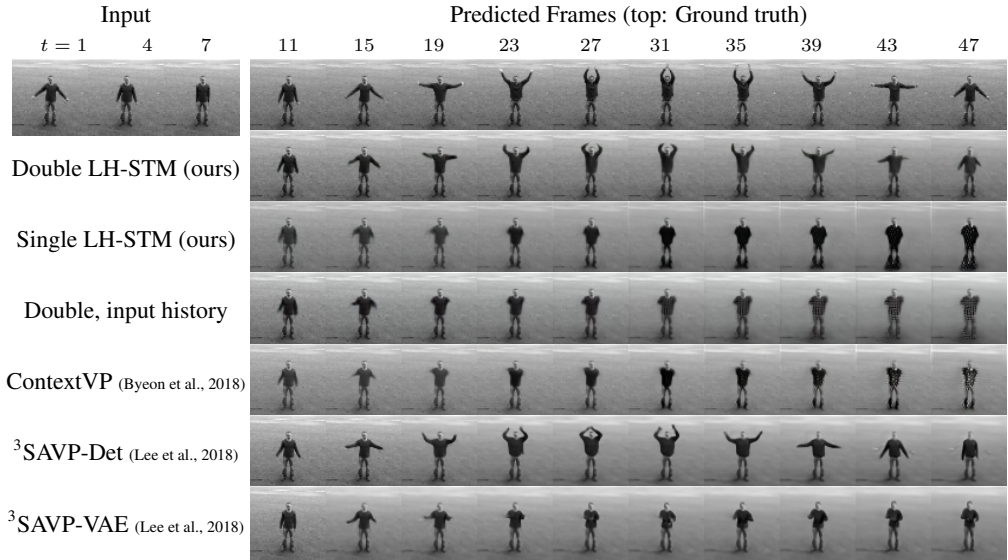 Input Predicted Frames (top: Ground truth)
t = 1 4 7 11 15 19 23 27 31 35 39 43 47
Double LH-STM (ours)
Single LH-STM (ours)
Double, input history
ContextVP (Byeon et al., 2018)
³SAVP-Det (Lee et al., 2018)
³SAVP-VAE (Lee et al., 2018)